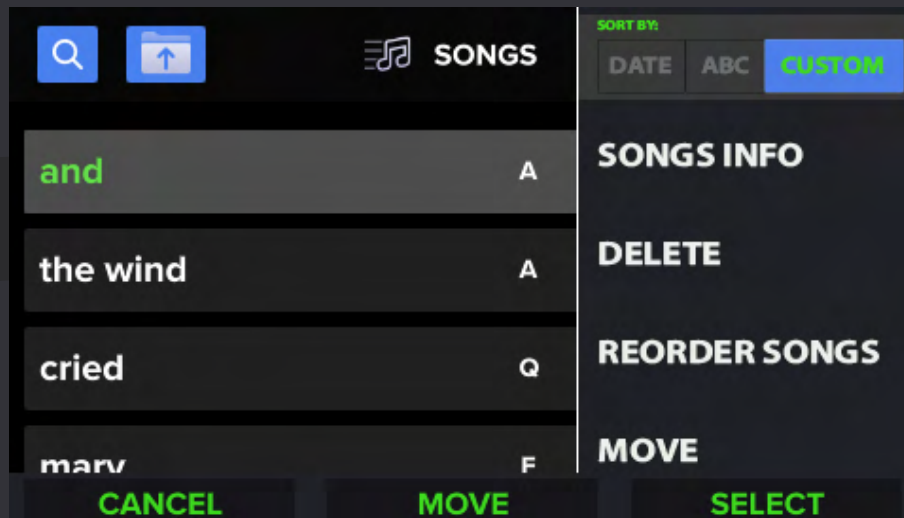 SONGS
SORT BY:
DATE ABC CUSTOM
and A
the wind A
cried Q
mary F
SONGS INFO
DELETE
REORDER SONGS
MOVE
CANCEL MOVE SELECT